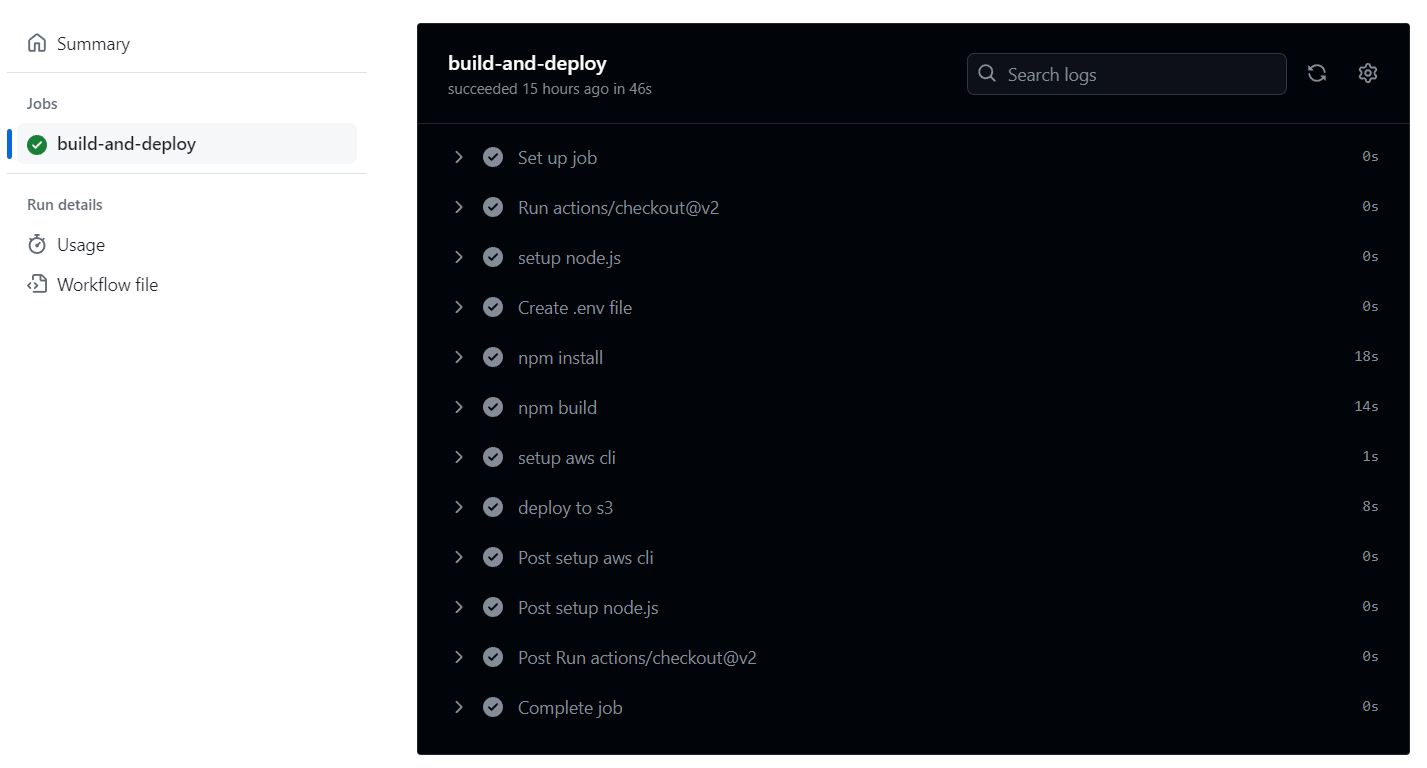 Summary
Jobs
build-and-deploy
Run details
Usage
Workflow file
build-and-deploy
succeeded 15 hours ago in 46s
Search logs
Set up job 0s
Run actions/checkout@v2 0s
setup node.js 0s
Create .env file 0s
npm install 18s
npm build 14s
setup aws cli 1s
deploy to s3 8s
Post setup aws cli 0s
Post setup node.js 0s
Post Run actions/checkout@v2 0s
Complete job 0s